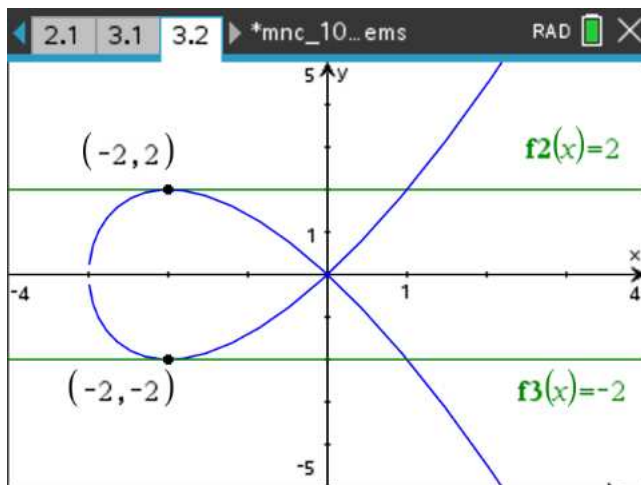 2.1 3.1 3.2 *mnc_10...ems RAD
5 y
(-2,2)
f2(x)=2
1
x
-4 1 4
(-2,-2)
f3(x)=-2
-5